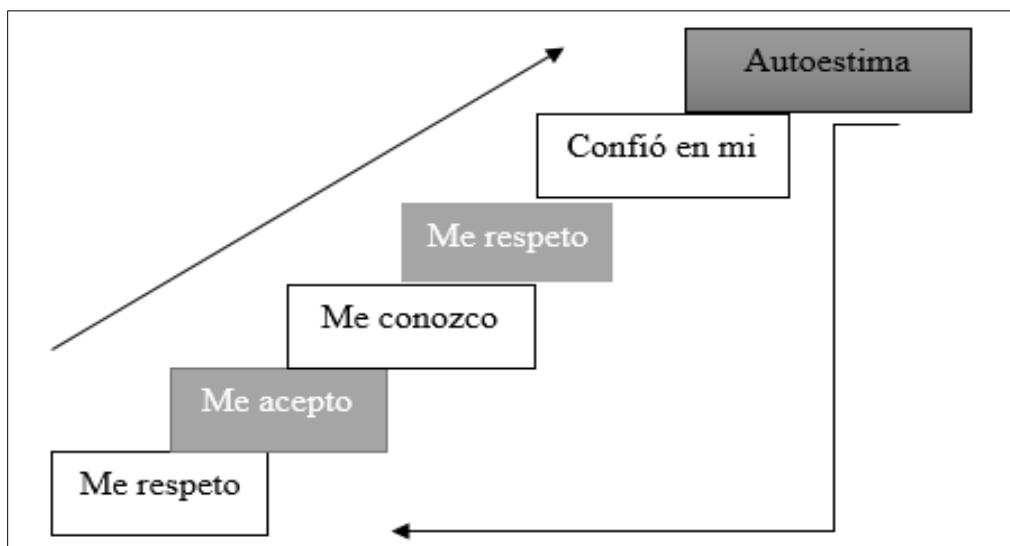 Autoestima
Confió en mi
Me respeto
Me conozco
Me acepto
Me respeto